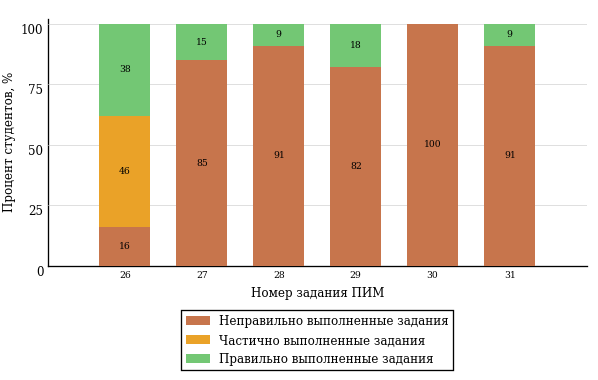 Процент студентов, %
100
75
50
25
0
38
46
16
15
85
9
91
18
82
100
9
91
26 27 28 29 30 31
Номер задания ПИМ
Неправильно выполненные задания
Частично выполненные задания
Правильно выполненные задания